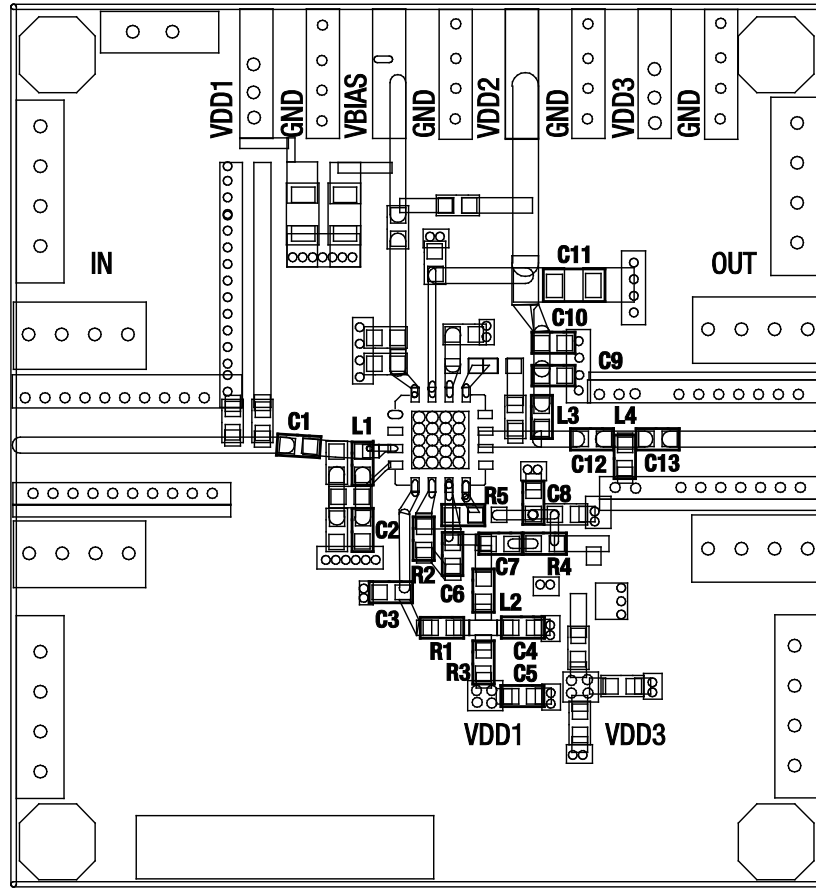 VDD1
GND
VBIAS
GND
VDD2
GND
VDD3
GND
IN
OUT
C11
C10
C9
C1
L1
L3
L4
C12
C13
C2
R5
C8
R2
C6
C7
R4
C3
L2
R1
C4
R3
C5
VDD1
VDD3